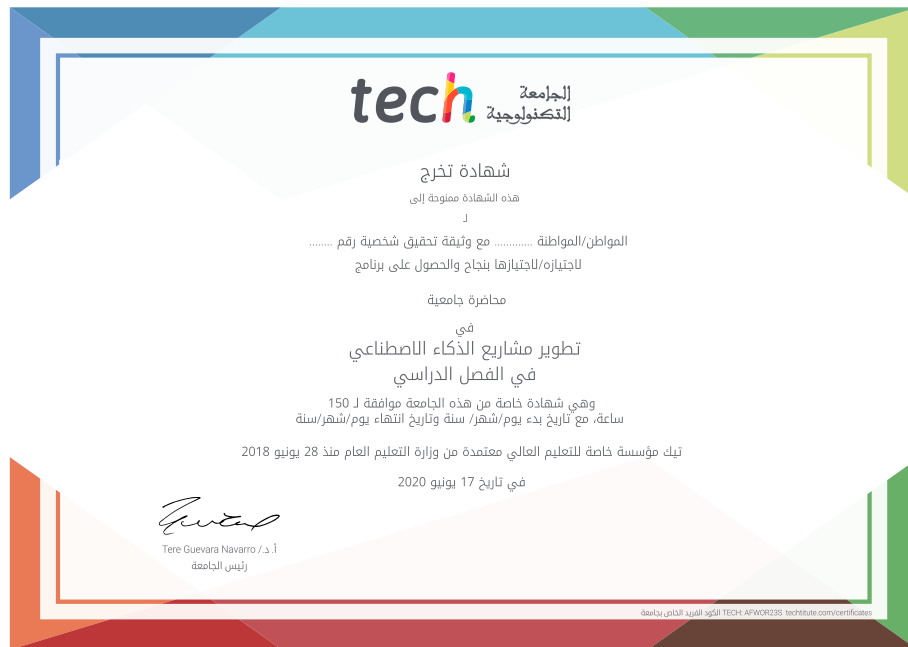 tech
الجامعة
التكنولوجية
شهادة تخرج
هذه الشهادة ممنوحة إلى
لـ
المواطن/المواطنة ............. مع وثيقة تحقيق شخصية رقم ........
لاجتيازه/لاجتيازها بنجاح والحصول على برنامج
محاضرة جامعية
في
تطوير مشاريع الذكاء الاصطناعي
في الفصل الدراسي
وهي شهادة خاصة من هذه الجامعة موافقة لـ 150
ساعة، مع تاريخ بدء يوم/شهر/ سنة وتاريخ انتهاء يوم/شهر/سنة
تيك مؤسسة خاصة للتعليم العالي معتمدة من وزارة التعليم العام منذ 28 يونيو 2018
في تاريخ 17 يونيو 2020
أ.د./ Tere Guevara Navarro
رئيس الجامعة
الكود الفريد الخاص بجامعة TECH: AFWOR23S techtitute.com/certificates